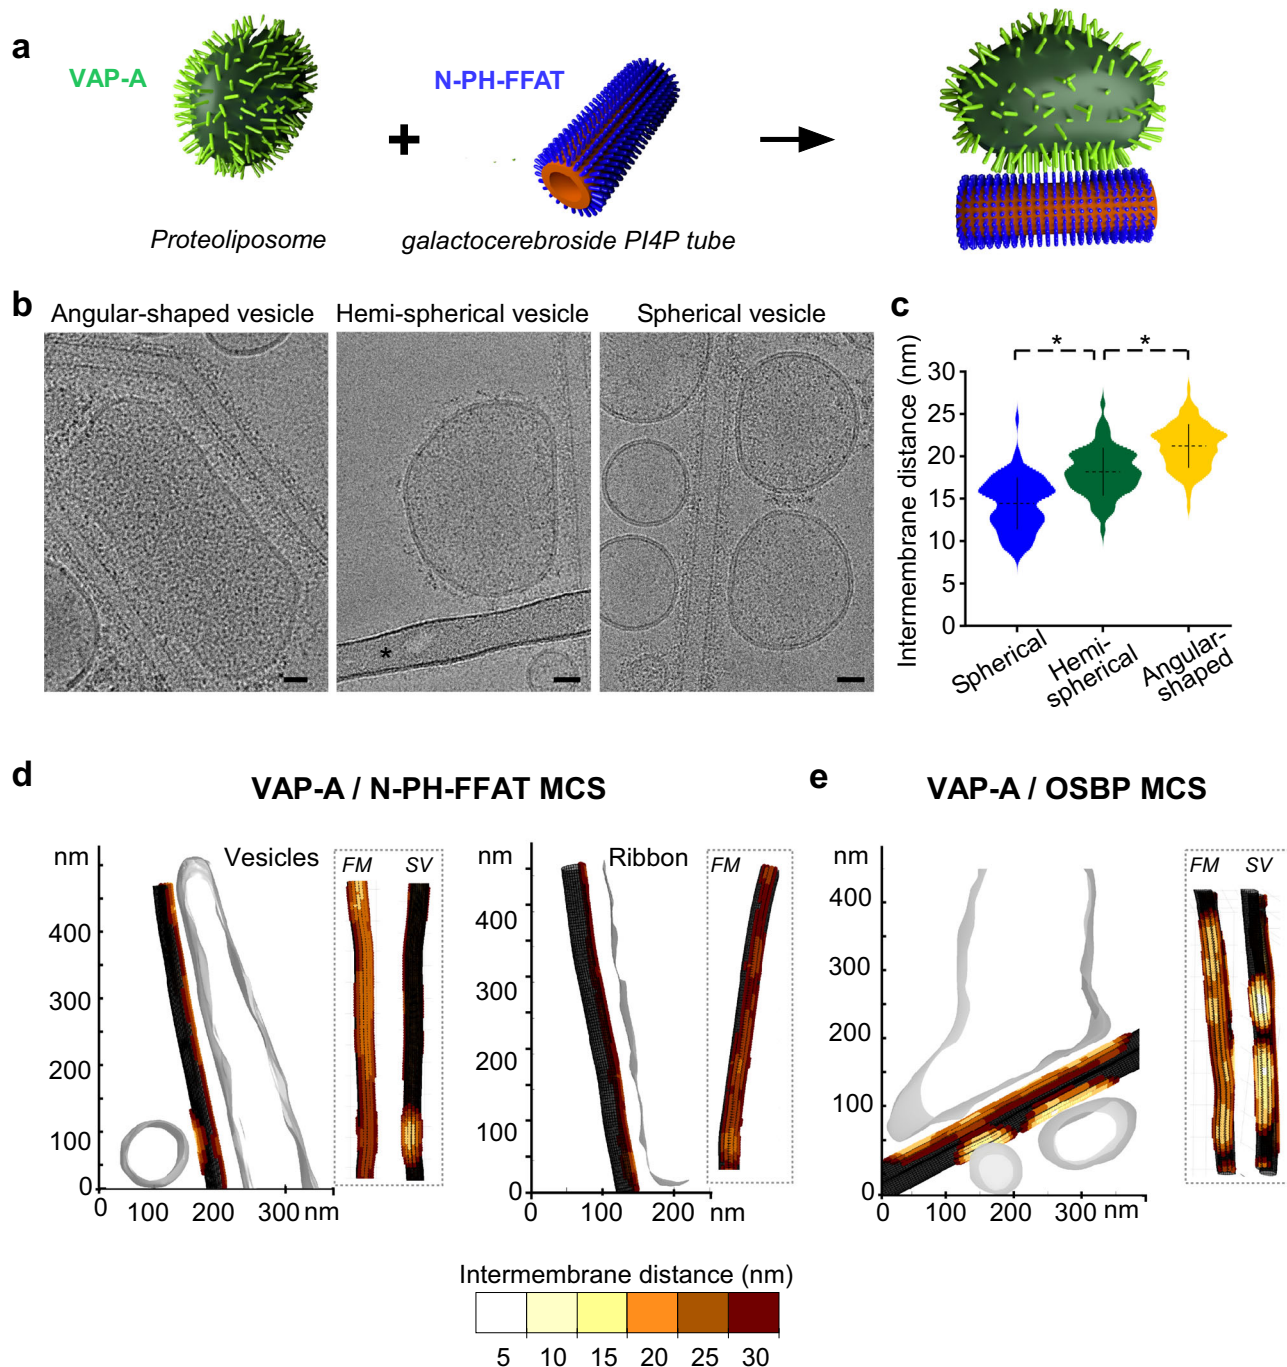 a
VAP-A
N-PH-FFAT
+
Proteoliposome
galactocerebroside PI4P tube
b
Angular-shaped vesicle
Hemi-spherical vesicle
Spherical vesicle
*
c
* *
Intermembrane distance (nm)
30
25
20
15
10
5
0
Spherical
Hemi-
spherical
Angular-
shaped
d
VAP-A / N-PH-FFAT MCS
nm
Vesicles
FM SV
400
300
200
100
0
0 100 200 300 nm
nm
Ribbon
FM
400
300
200
100
0
0 100 200 nm
e
VAP-A / OSBP MCS
nm
FM SV
400
300
200
100
0
0 100 200 300 nm
Intermembrane distance (nm)
5 10 15 20 25 30